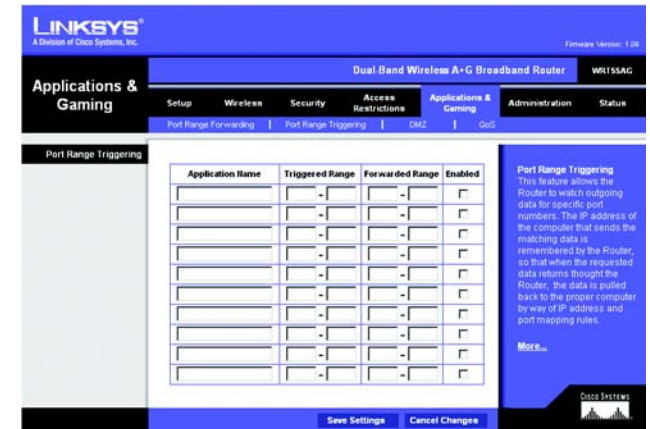 LINKSYS®
A Division of Cisco Systems, Inc.
Firmware Version: 1.09
Dual-Band Wireless A+G Broadband Router WRT55AG
Applications & Gaming
Setup Wireless Security Access Restrictions Applications & Gaming Administration Status
Port Range Forwarding | Port Range Triggering | DMZ | QoS
Port Range Triggering
Application Name Triggered Range Forwarded Range Enabled
-  -
-  -
-  -
-  -
-  -
-  -
-  -
-  -
-  -
-  -
Port Range Triggering
This feature allows the
Router to watch outgoing
data for specific port
numbers. The IP address of
the computer that sends the
matching data is
remembered by the Router,
so that when the requested
data returns thought the
Router, the data is pulled
back to the proper computer
by way of IP address and
port mapping rules.
More...
Save Settings Cancel Changes
CISCO SYSTEMS